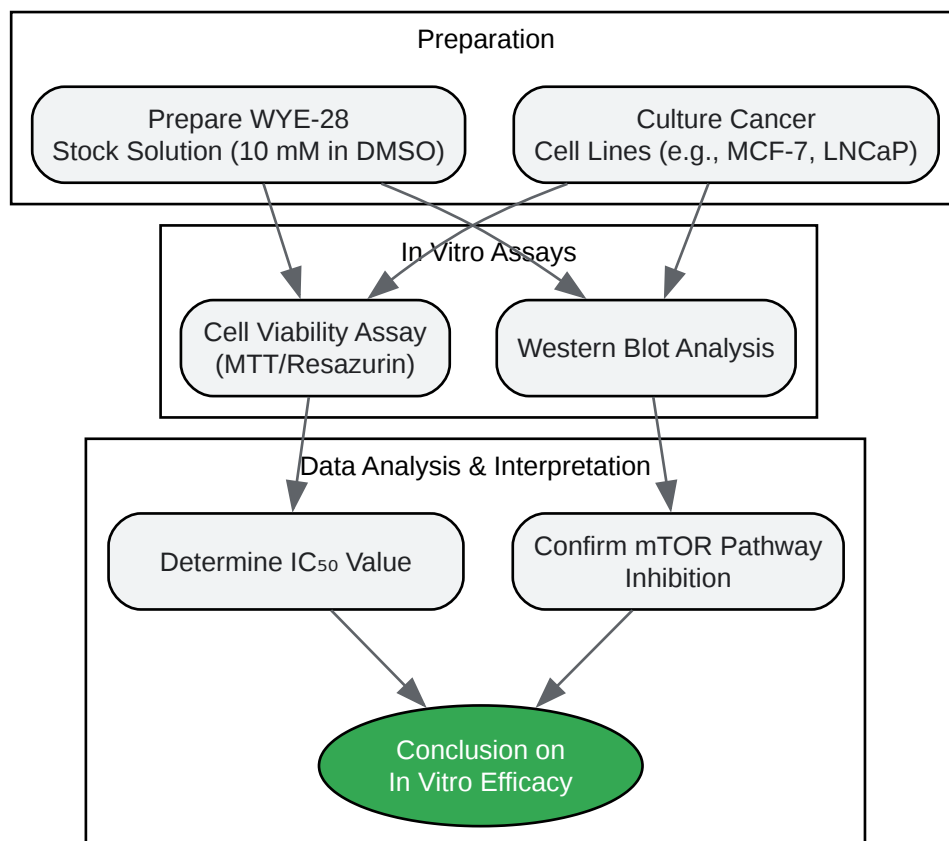 Preparation
Prepare WYE-28
Stock Solution (10 mM in DMSO)
Culture Cancer
Cell Lines (e.g., MCF-7, LNCaP)
In Vitro Assays
Cell Viability Assay
(MTT/Resazurin)
Western Blot Analysis
Data Analysis & Interpretation
Determine IC₅₀ Value
Confirm mTOR Pathway
Inhibition
Conclusion on
In Vitro Efficacy